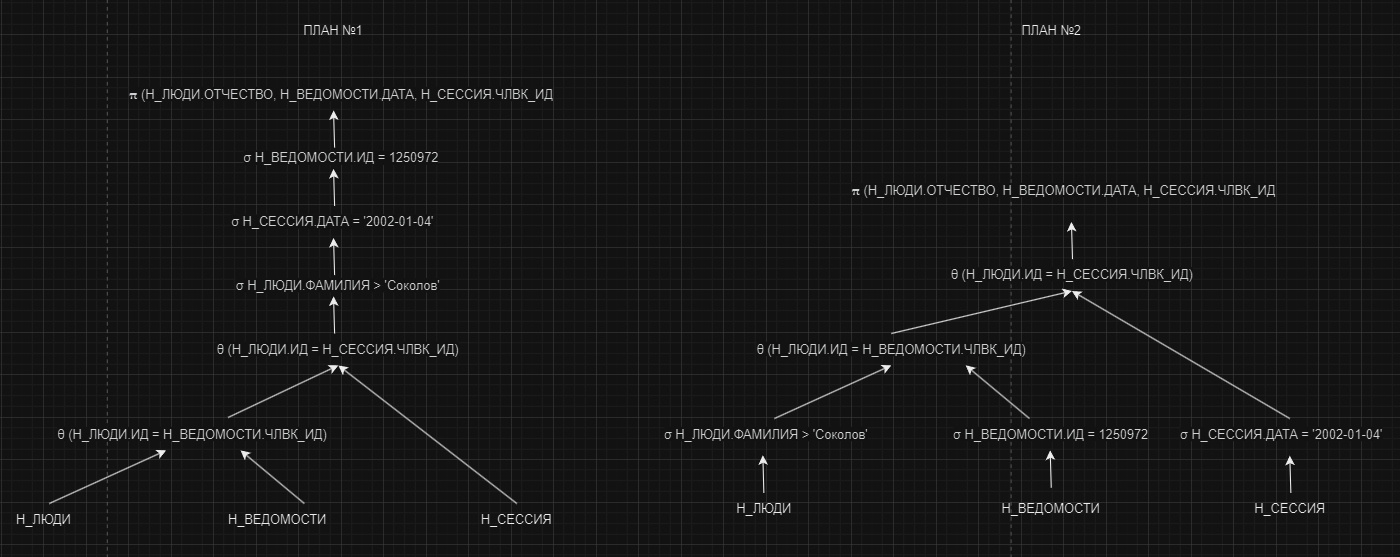 ПЛАН №1
π (Н_ЛЮДИ.ОТЧЕСТВО, Н_ВЕДОМОСТИ.ДАТА, Н_СЕССИЯ.ЧЛВК_ИД
σ Н_ВЕДОМОСТИ.ИД = 1250972
σ Н_СЕССИЯ.ДАТА = '2002-01-04'
σ Н_ЛЮДИ.ФАМИЛИЯ > 'Соколов'
θ (Н_ЛЮДИ.ИД = Н_СЕССИЯ.ЧЛВК_ИД)
θ (Н_ЛЮДИ.ИД = Н_ВЕДОМОСТИ.ЧЛВК_ИД)
Н_ЛЮДИ
Н_ВЕДОМОСТИ
Н_СЕССИЯ
ПЛАН №2
π (Н_ЛЮДИ.ОТЧЕСТВО, Н_ВЕДОМОСТИ.ДАТА, Н_СЕССИЯ.ЧЛВК_ИД
θ (Н_ЛЮДИ.ИД = Н_СЕССИЯ.ЧЛВК_ИД)
θ (Н_ЛЮДИ.ИД = Н_ВЕДОМОСТИ.ЧЛВК_ИД)
σ Н_ЛЮДИ.ФАМИЛИЯ > 'Соколов'
σ Н_ВЕДОМОСТИ.ИД = 1250972
σ Н_СЕССИЯ.ДАТА = '2002-01-04'
Н_ЛЮДИ
Н_ВЕДОМОСТИ
Н_СЕССИЯ